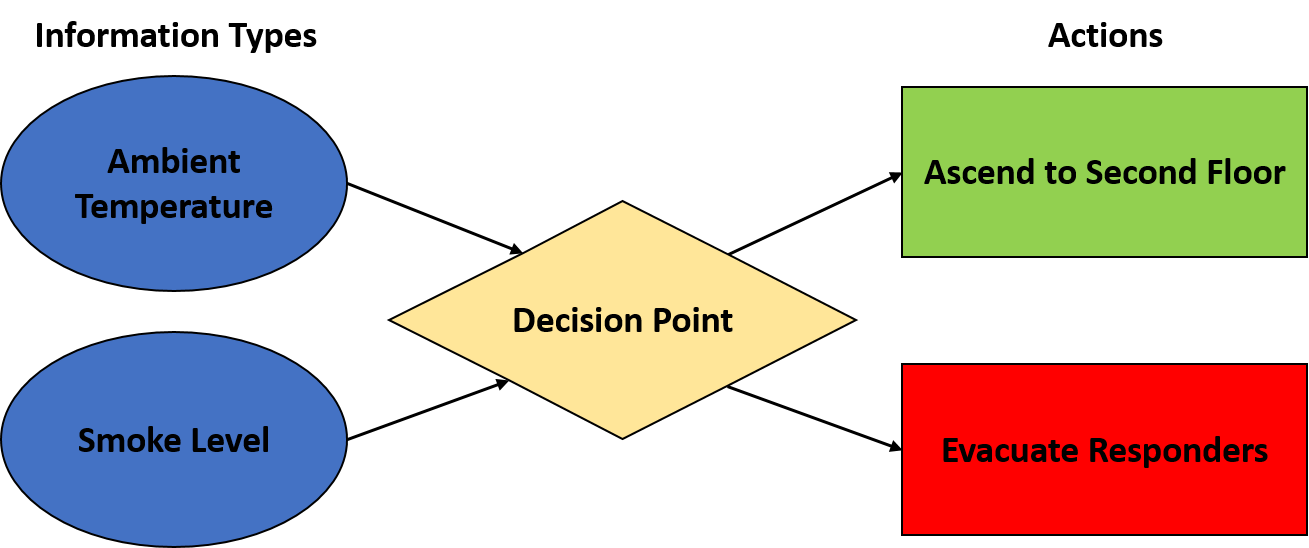 Information Types
Actions
Ambient
Temperature
Ascend to Second Floor
Decision Point
Smoke Level
Evacuate Responders